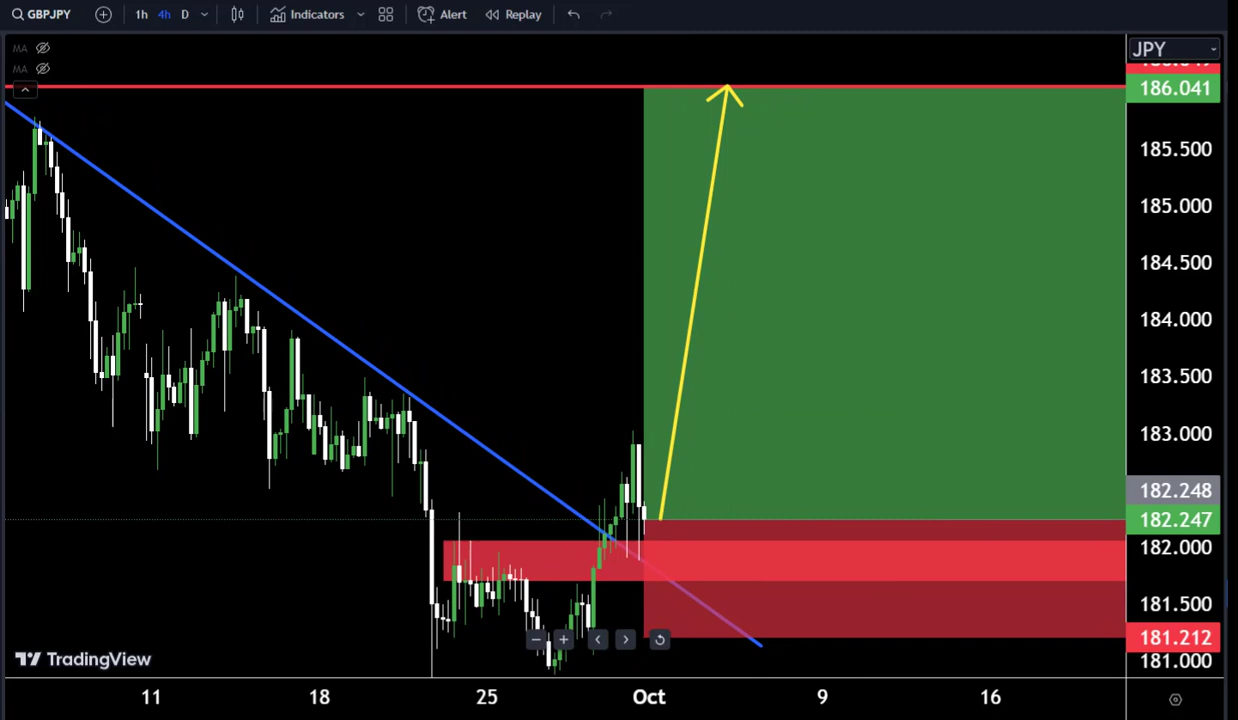 GBPJPY 1h 4h D Indicators Alert Replay
MA
MA
JPY
186.041
185.500
185.000
184.500
184.000
183.500
183.000
182.248
182.247
182.000
181.500
181.212
181.000
TradingView
11 18 25 Oct 9 16